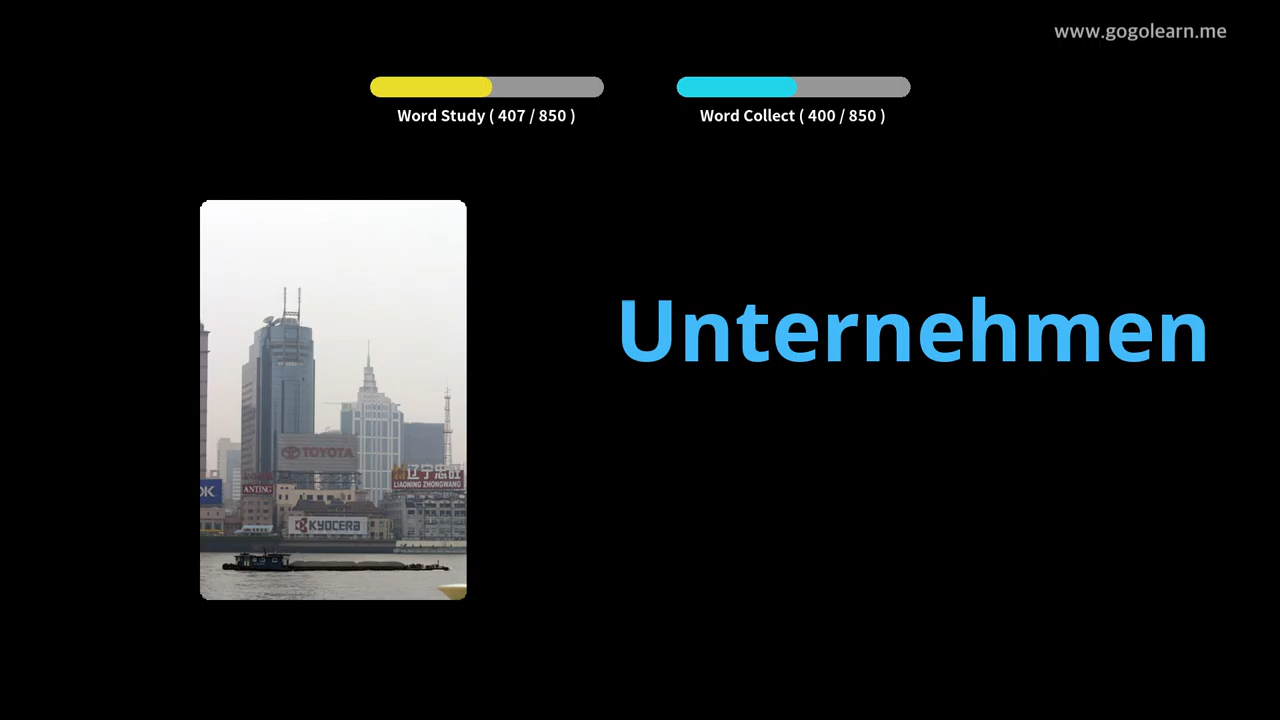 www.gogolearn.me
Word Study ( 407 / 850 )
Word Collect ( 400 / 850 )
Unternehmen
TOYOTA
辽宁忠旺
LIAONING ZHONGWANG
OK
ANTING
KYOCERA